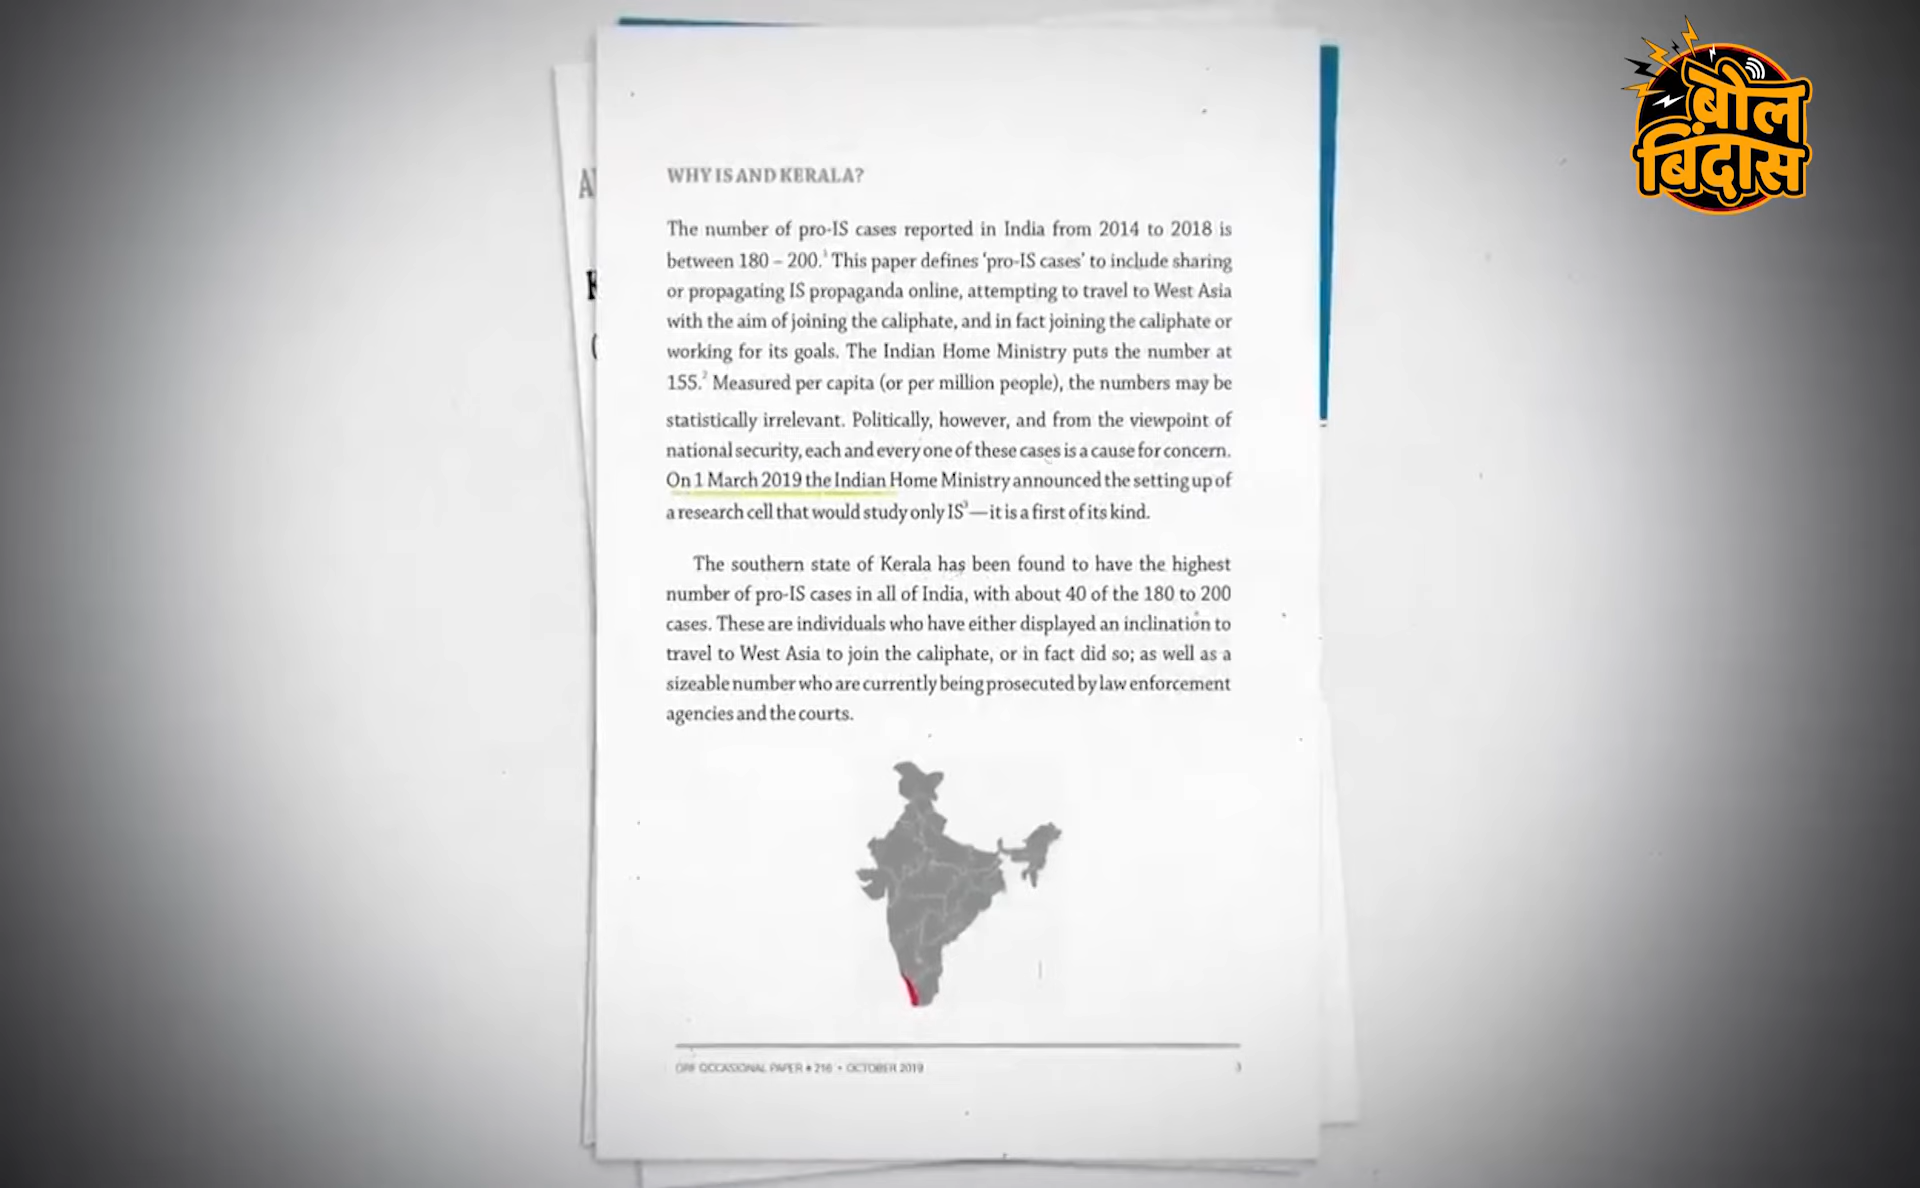 बोल
बिंदास
WHY IS AND KERALA?
The number of pro-IS cases reported in India from 2014 to 2018 is
between 180 – 200.¹ This paper defines ‘pro-IS cases’ to include sharing
or propagating IS propaganda online, attempting to travel to West Asia
with the aim of joining the caliphate, and in fact joining the caliphate or
working for its goals. The Indian Home Ministry puts the number at
155.² Measured per capita (or per million people), the numbers may be
statistically irrelevant. Politically, however, and from the viewpoint of
national security, each and every one of these cases is a cause for concern.
On 1 March 2019 the Indian Home Ministry announced the setting up of
a research cell that would study only IS³—it is a first of its kind.
The southern state of Kerala has been found to have the highest
number of pro-IS cases in all of India, with about 40 of the 180 to 200
cases. These are individuals who have either displayed an inclination to
travel to West Asia to join the caliphate, or in fact did so; as well as a
sizeable number who are currently being prosecuted by law enforcement
agencies and the courts.
ORF OCCASIONAL PAPER # 216 • OCTOBER 2019
3